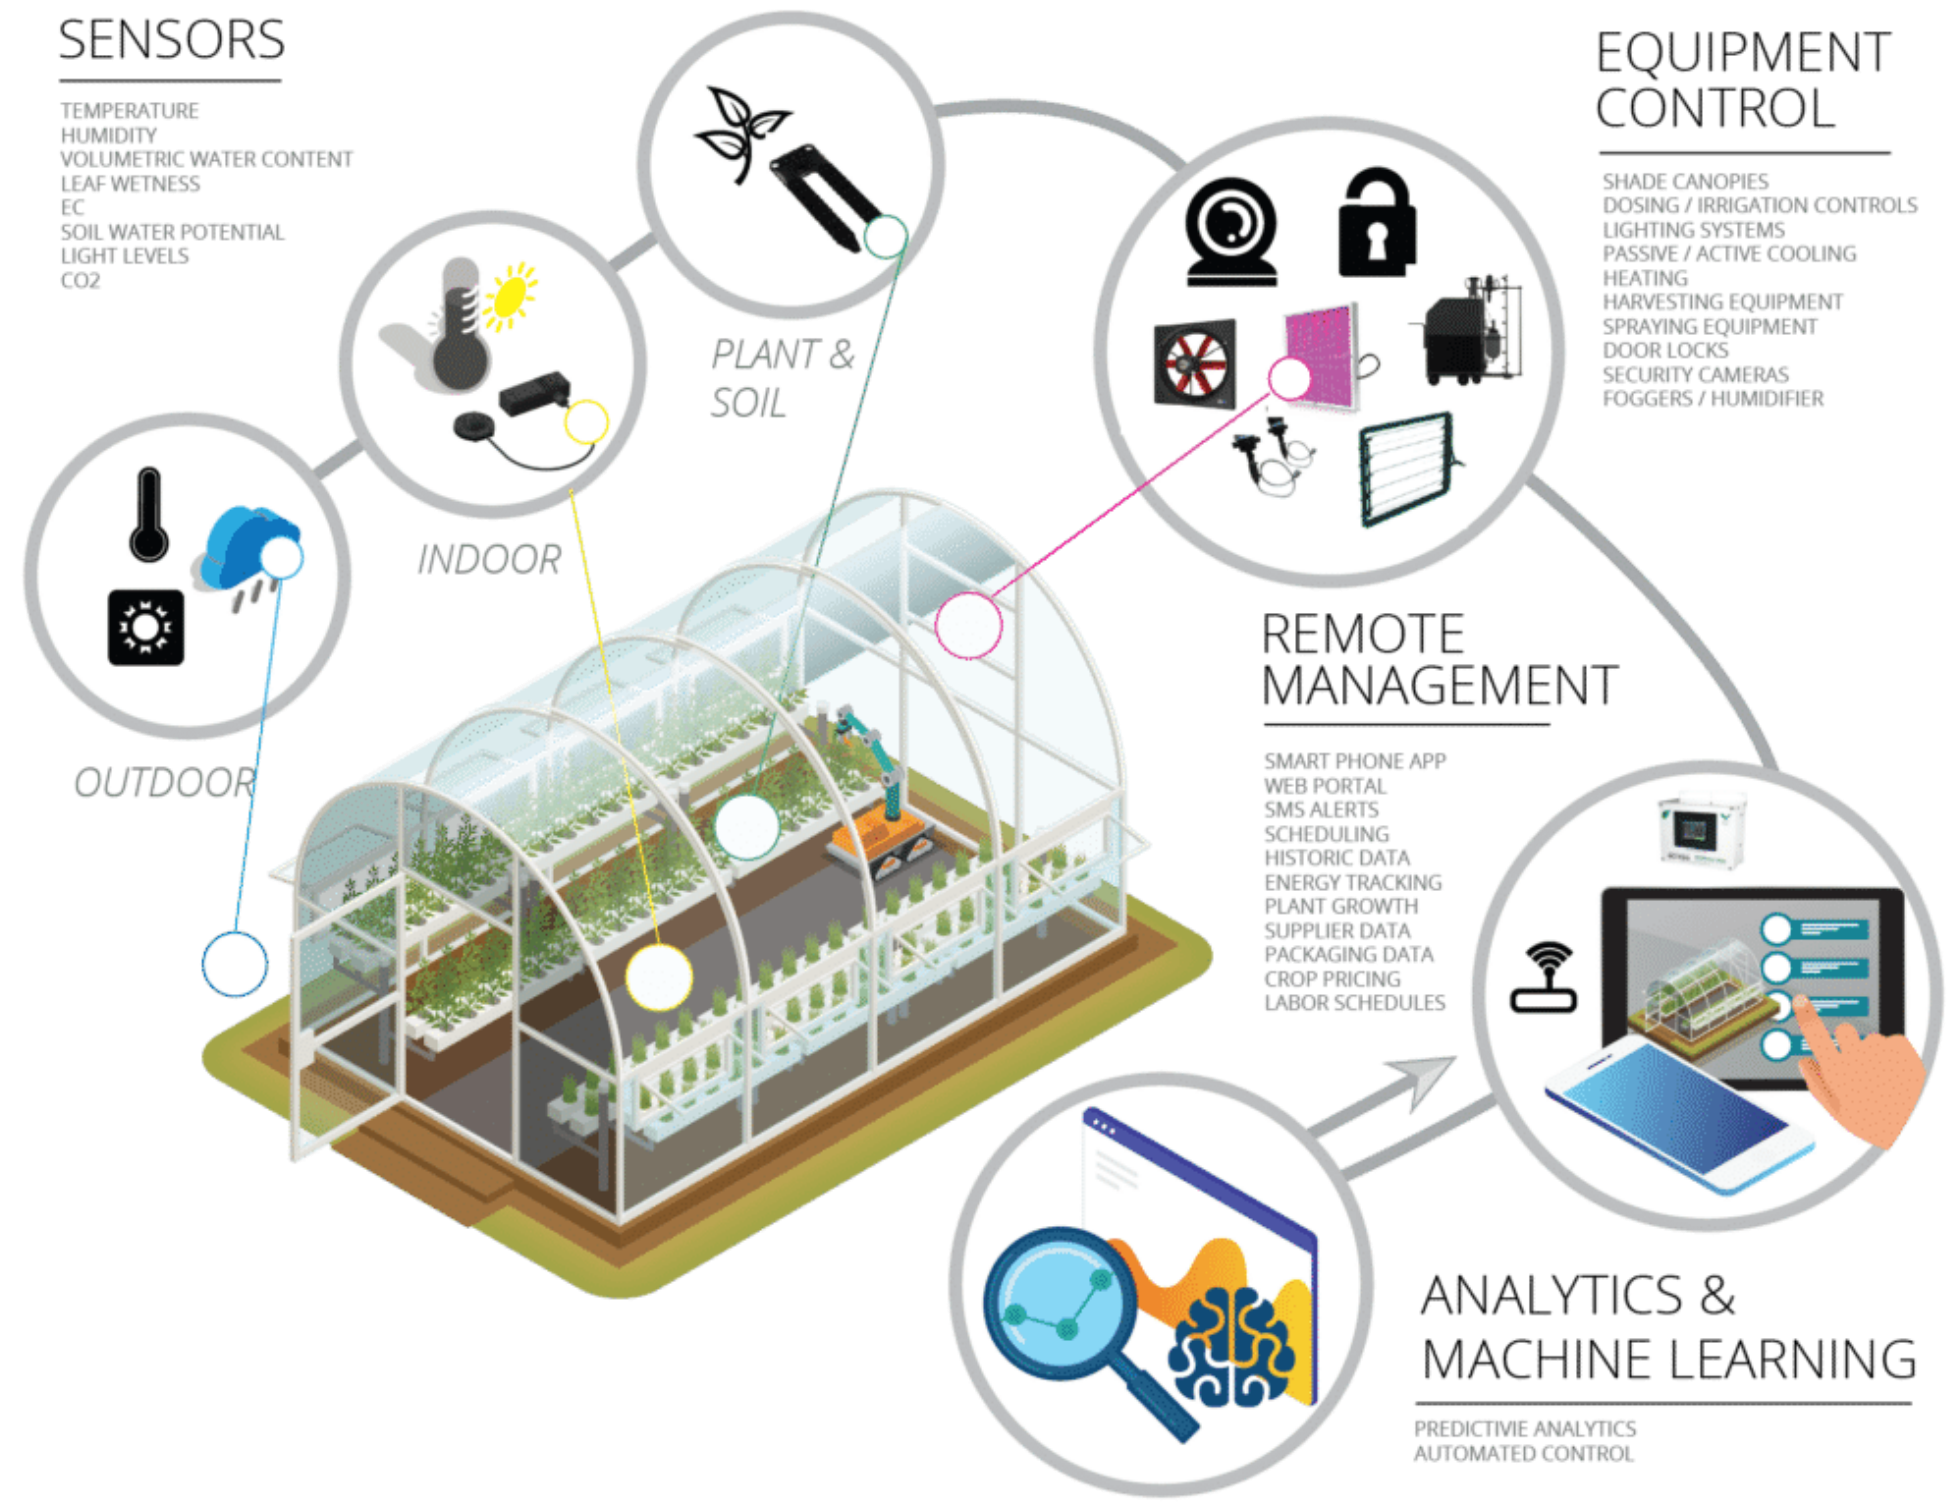 SENSORS
TEMPERATURE
HUMIDITY
VOLUMETRIC WATER CONTENT
LEAF WETNESS
EC
SOIL WATER POTENTIAL
LIGHT LEVELS
CO2
OUTDOOR
INDOOR
PLANT &
SOIL
EQUIPMENT
CONTROL
SHADE CANOPIES
DOSING / IRRIGATION CONTROLS
LIGHTING SYSTEMS
PASSIVE / ACTIVE COOLING
HEATING
HARVESTING EQUIPMENT
SPRAYING EQUIPMENT
DOOR LOCKS
SECURITY CAMERAS
FOGGERS / HUMIDIFIER
REMOTE
MANAGEMENT
SMART PHONE APP
WEB PORTAL
SMS ALERTS
SCHEDULING
HISTORIC DATA
ENERGY TRACKING
PLANT GROWTH
SUPPLIER DATA
PACKAGING DATA
CROP PRICING
LABOR SCHEDULES
ANALYTICS &
MACHINE LEARNING
PREDICTIVIE ANALYTICS
AUTOMATED CONTROL